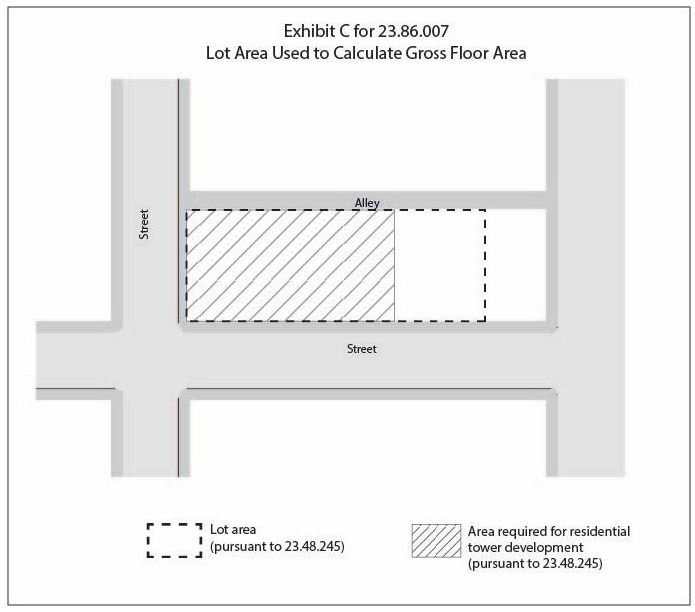 Exhibit C for 23.86.007
Lot Area Used to Calculate Gross Floor Area
Alley
Street
Street
Lot area
(pursuant to 23.48.245)
Area required for residential
tower development
(pursuant to 23.48.245)